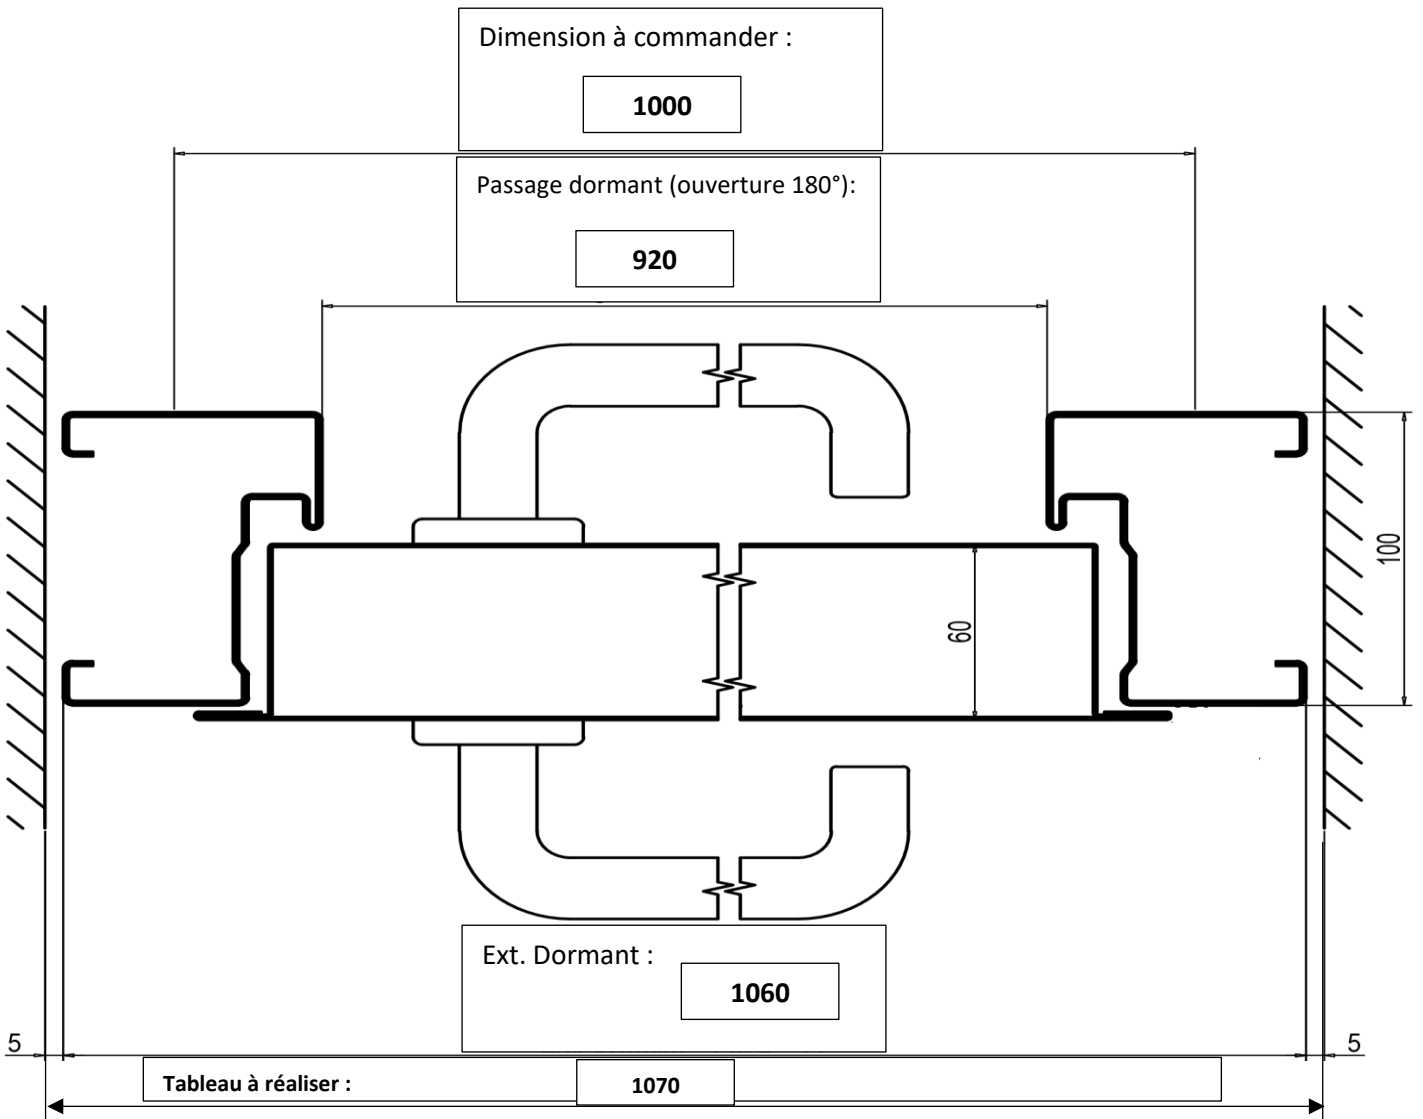 Dimension à commander :
1000
Passage dormant (ouverture 180°):
920
100
60
Ext. Dormant :
1060
5
5
Tableau à réaliser :
1070